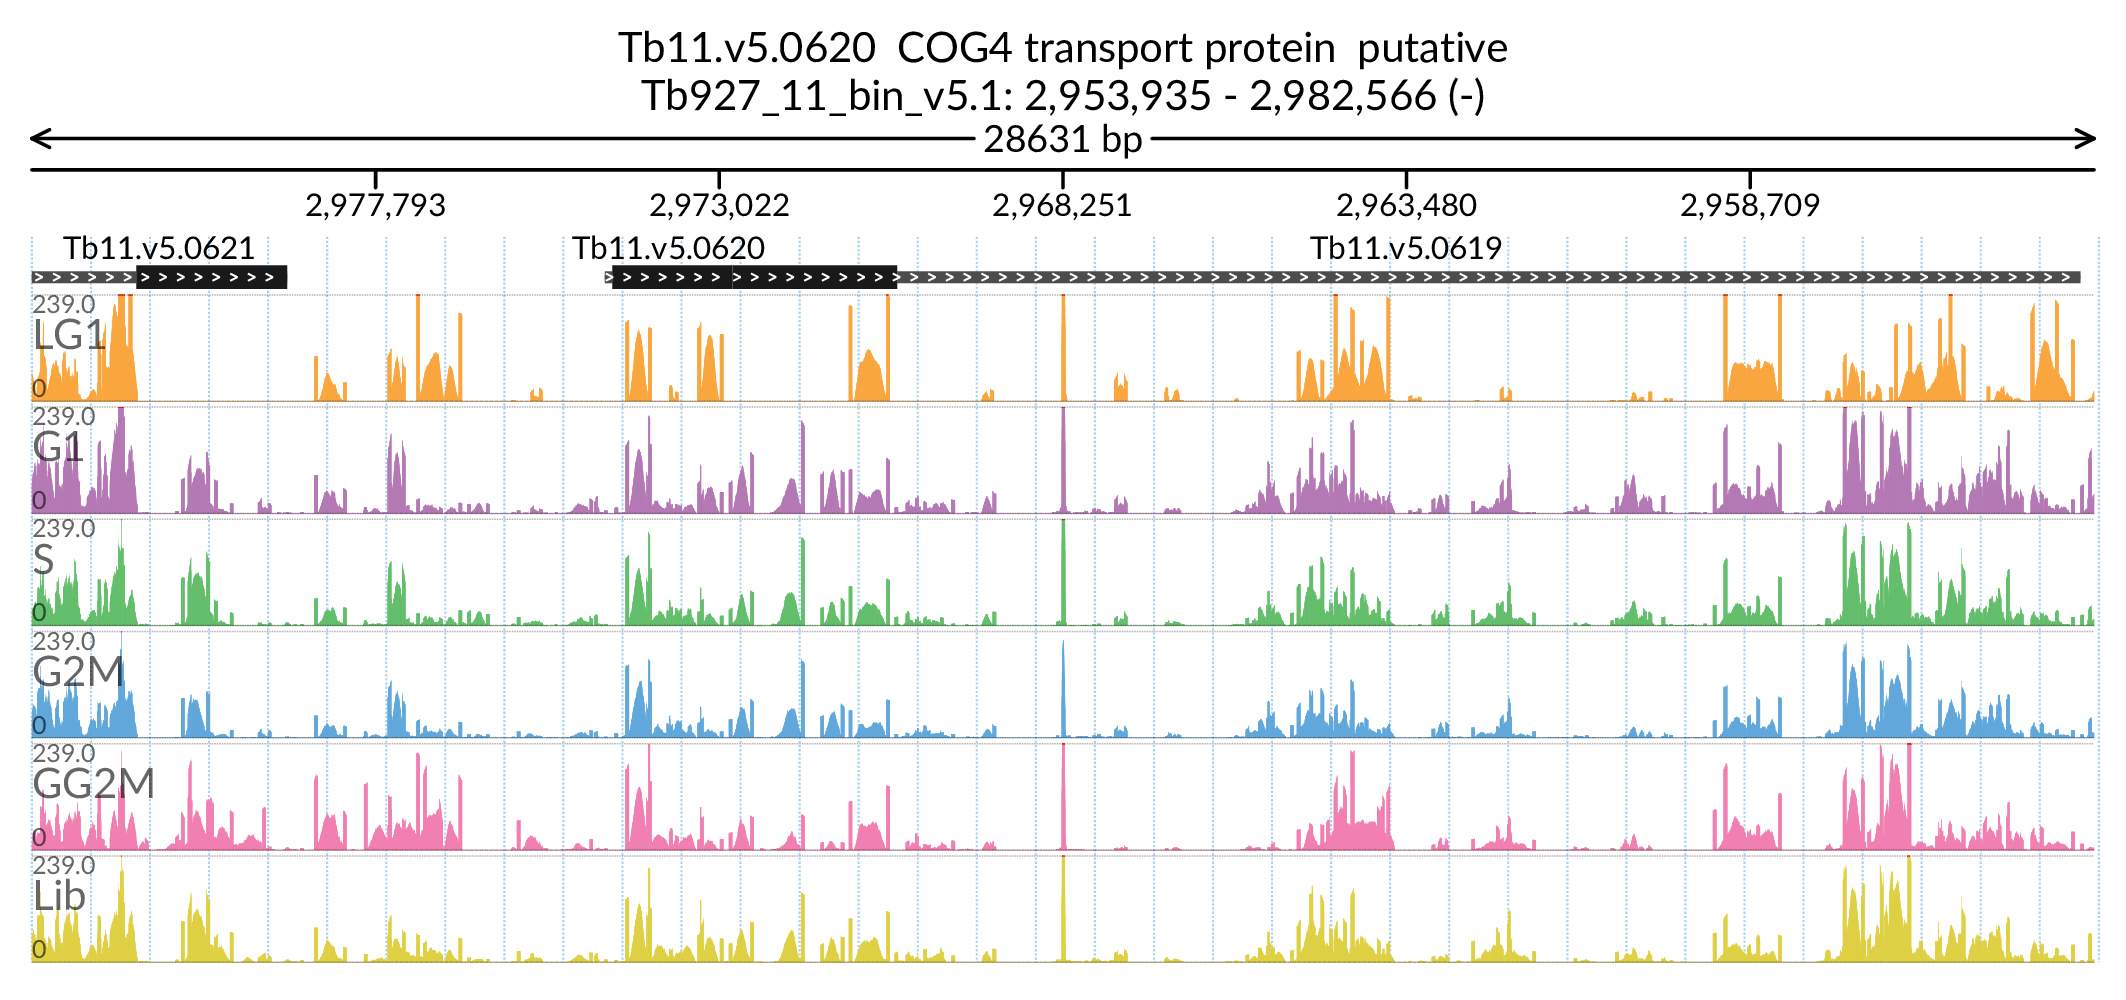 Tb11.v5.0620  COG4 transport protein  putative
Tb927_11_bin_v5.1: 2,953,935 - 2,982,566 (-)
28631 bp
2,977,793 2,973,022 2,968,251 2,963,480 2,958,709
Tb11.v5.0621 Tb11.v5.0620 Tb11.v5.0619
239.0
LG1
0
239.0
G1
0
239.0
S
0
239.0
G2M
0
239.0
GG2M
0
239.0
Lib
0